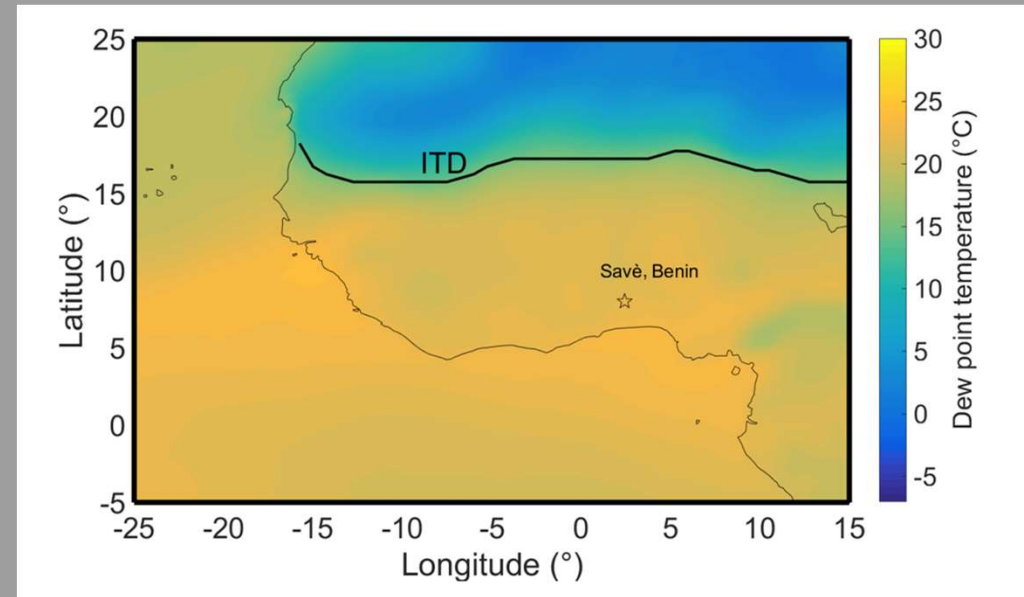 25
20
15
10
5
0
-5
Latitude (°)
ITD
Savè, Benin
-25 -20 -15 -10 -5 0 5 10 15
Longitude (°)
30
25
20
15
10
5
0
-5
Dew point temperature (°C)